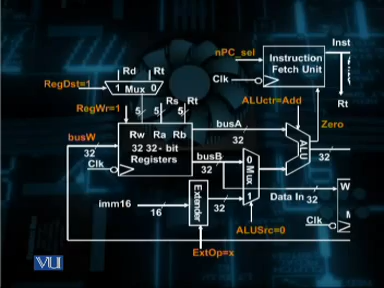 nPC_sel
Instruction
Fetch Unit
Inst
Rd Rt
Clk
RegDst=1
1 Mux 0
Rs Rt
Rt
RegWr=1
5 5 5
ALUctr=Add
Zero
busA
busW
Rw Ra Rb
32
32 32- bit
Registers
ALU
32
32
busB
0
Clk
32
Mux
1
W
imm16
Extender
32
Data In 32
16
Clk
M
ALUSrc=0
ExtOp=x
VU